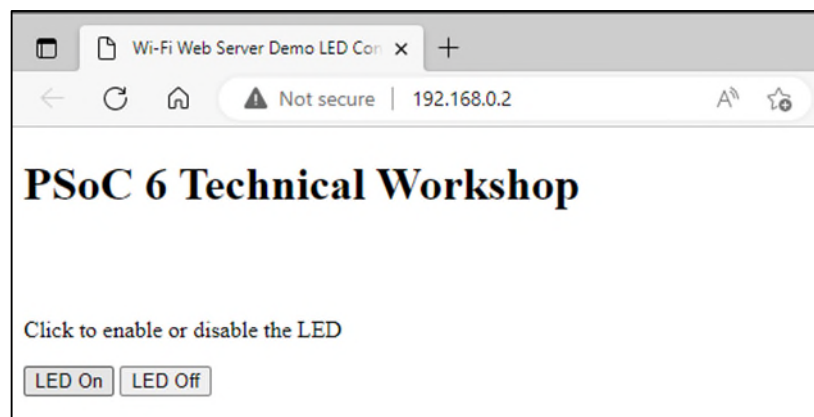 Wi-Fi Web Server Demo LED Con
Not secure | 192.168.0.2
PSoC 6 Technical Workshop
Click to enable or disable the LED
LED On LED Off